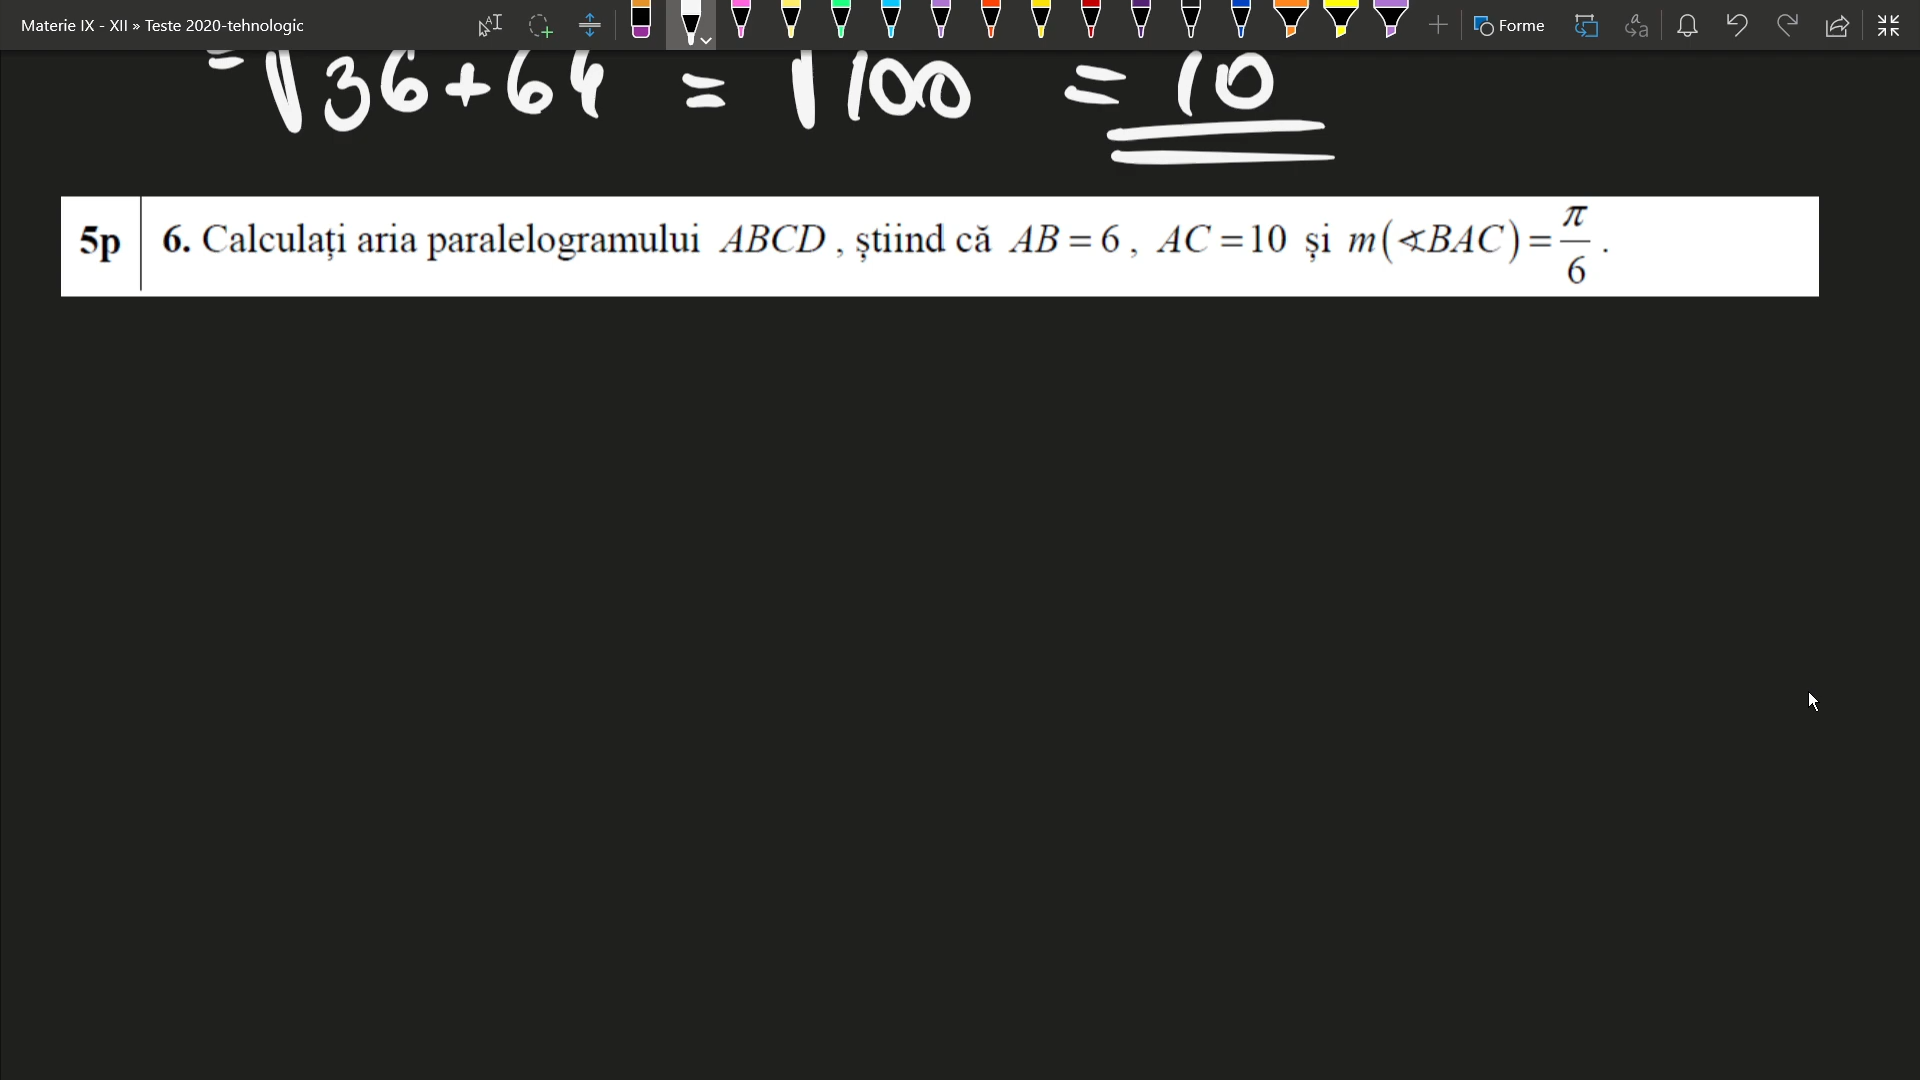 Materie IX - XII » Teste 2020-tehnologic
Forme
= √36+64 = √100 = 10
5p
6. Calculați aria paralelogramului ABCD , știind că AB = 6 , AC = 10 și m(∢BAC) = π/6 .